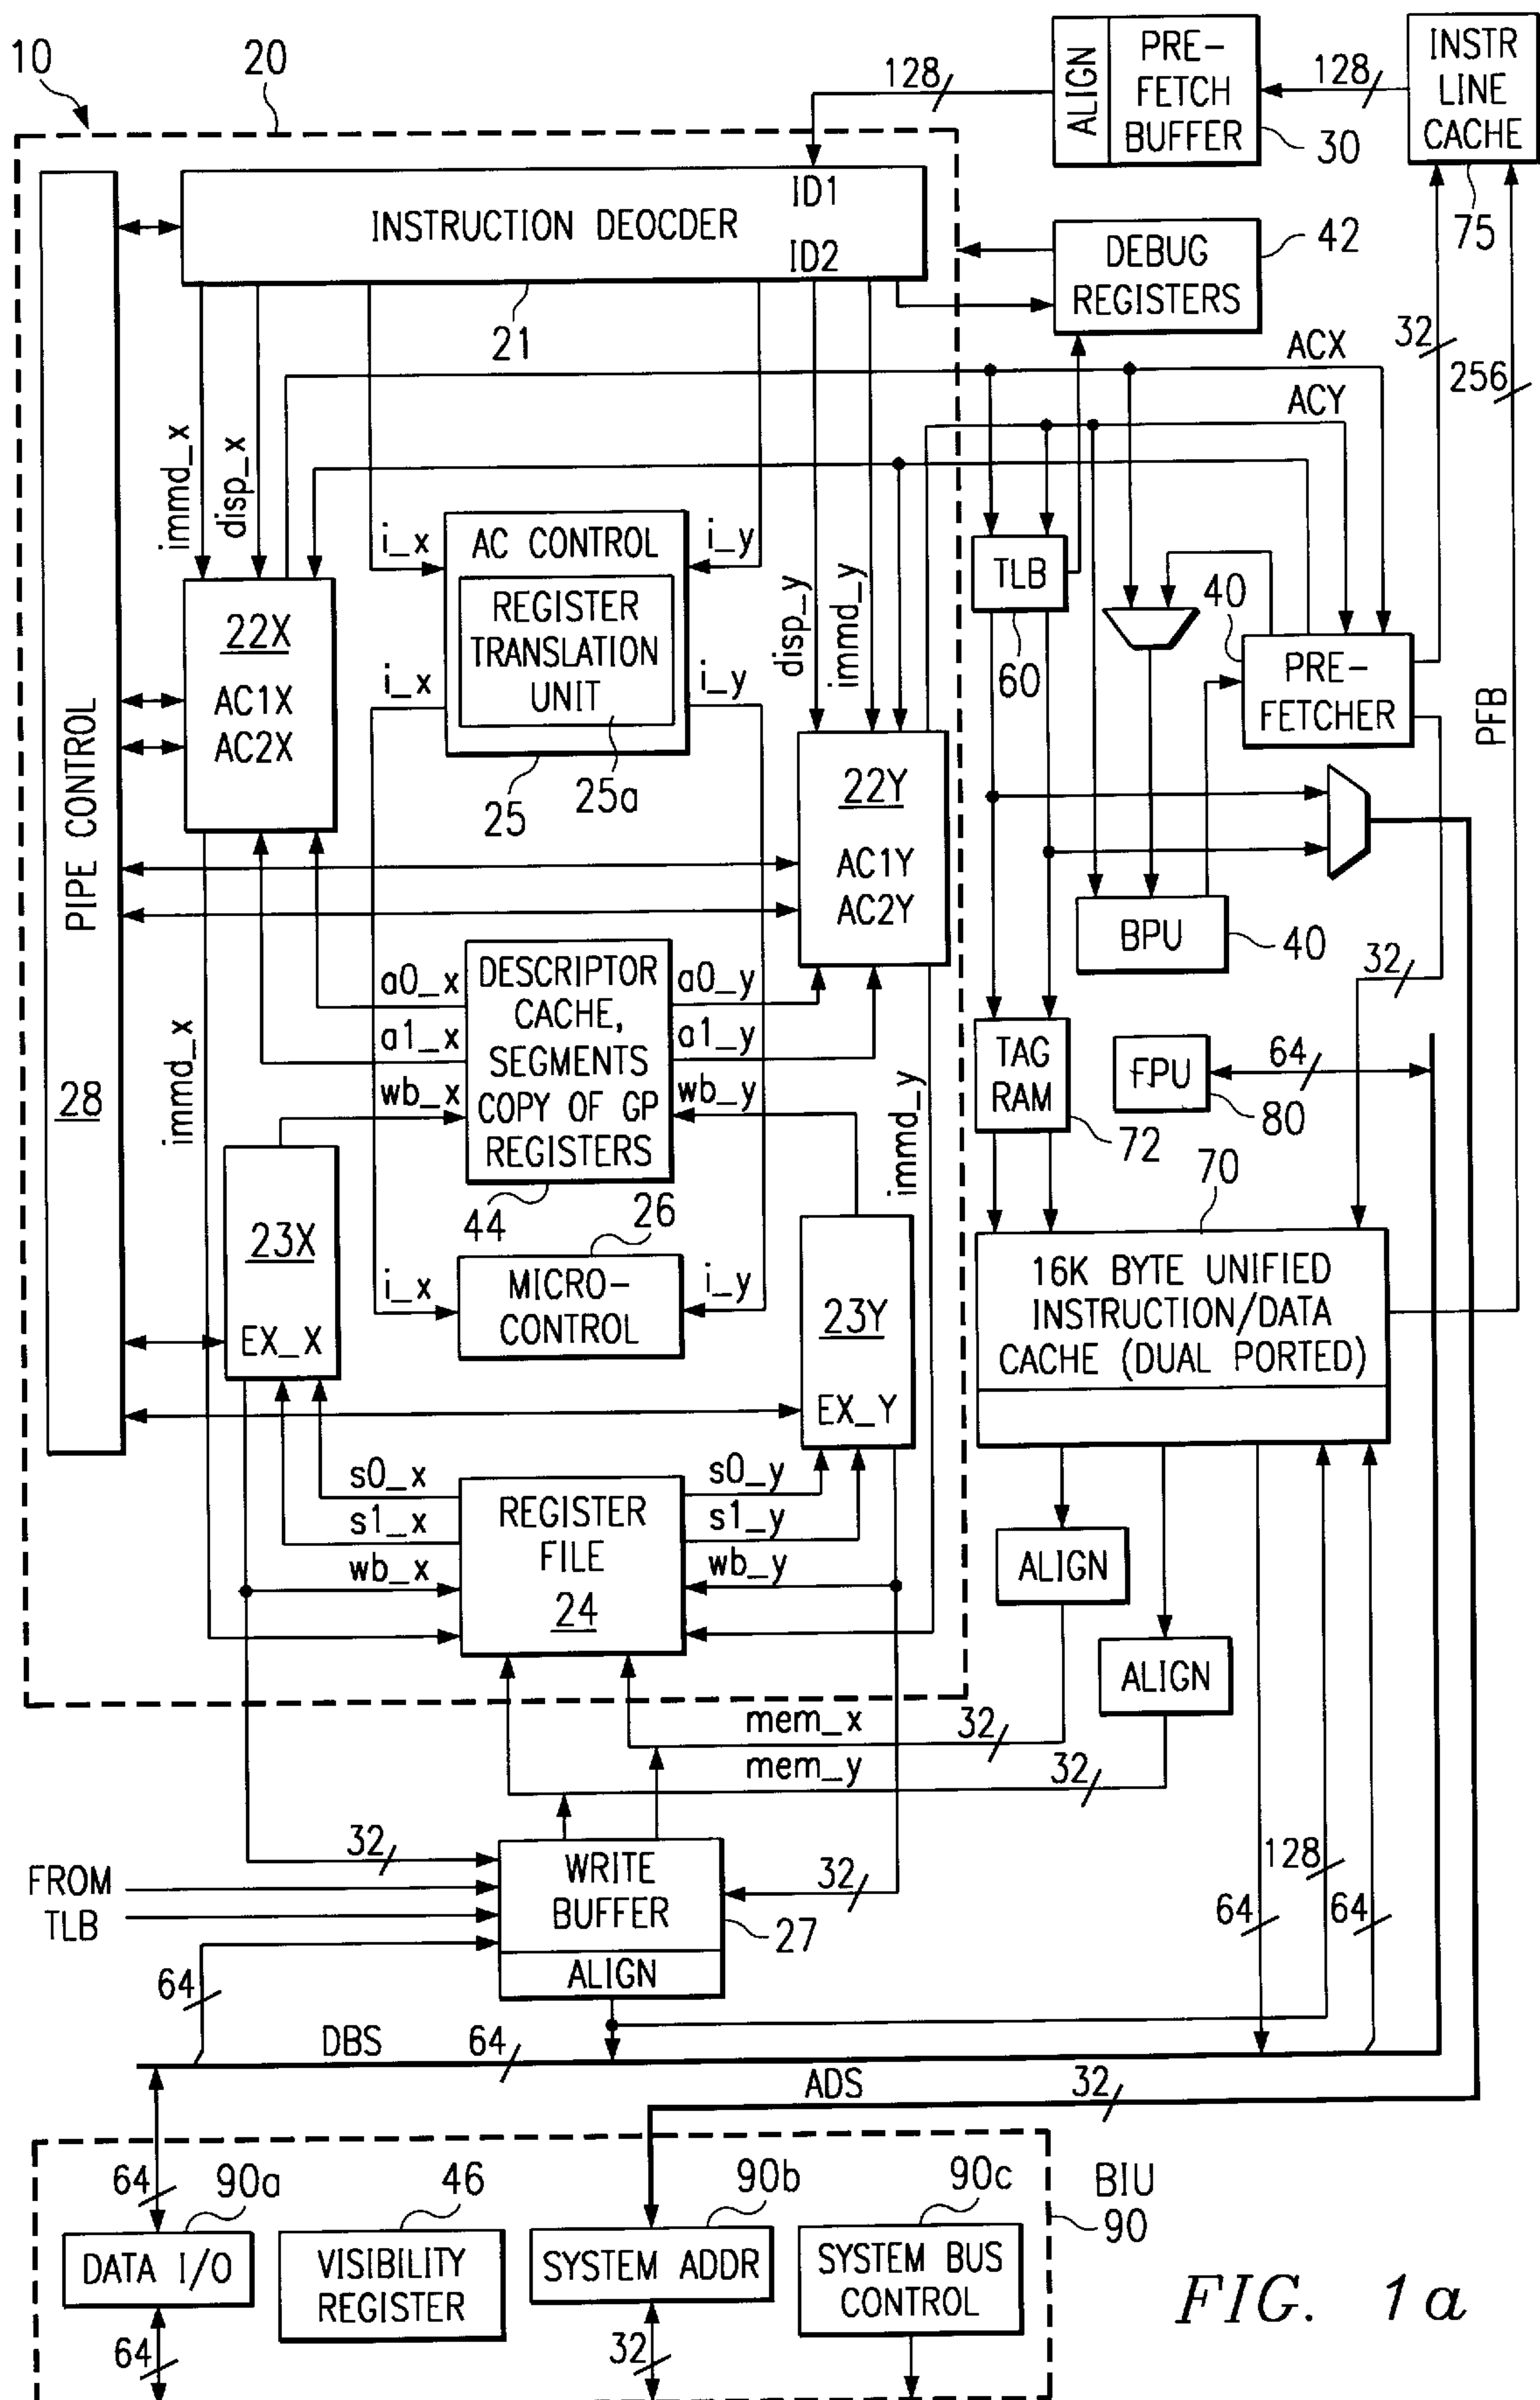 10
20
128
ALIGN
PRE-
FETCH
BUFFER
30
128
INSTR
LINE
CACHE
75
ID1
INSTRUCTION DEOCDER
ID2
21
DEBUG
REGISTERS
42
32
256
ACX
ACY
immd_x
disp_x
i_x
AC CONTROL
i_y
REGISTER
TRANSLATION
UNIT
i_x
i_y
25
25a
disp_y
immd_y
TLB
60
40
PRE-
FETCHER
PFB
22X
AC1X
AC2X
PIPE CONTROL
28
22Y
AC1Y
AC2Y
BPU
40
32
a0_x
DESCRIPTOR
CACHE,
SEGMENTS
COPY OF GP
REGISTERS
a0_y
a1_x
a1_y
wb_x
wb_y
44
immd_x
immd_y
TAG
RAM
72
FPU
64
80
70
23X
EX_X
26
i_x
MICRO-
CONTROL
i_y
23Y
EX_Y
16K BYTE UNIFIED
INSTRUCTION/DATA
CACHE (DUAL PORTED)
s0_x
s1_x
wb_x
REGISTER
FILE
24
s0_y
s1_y
wb_y
ALIGN
ALIGN
mem_x
32
mem_y
32
32
FROM
TLB
WRITE
BUFFER
ALIGN
32
27
128
64
64
64
DBS
64
ADS
32
64
90a
46
90b
90c
BIU
90
DATA I/O
VISIBILITY
REGISTER
SYSTEM ADDR
SYSTEM BUS
CONTROL
64
32
FIG. 1a